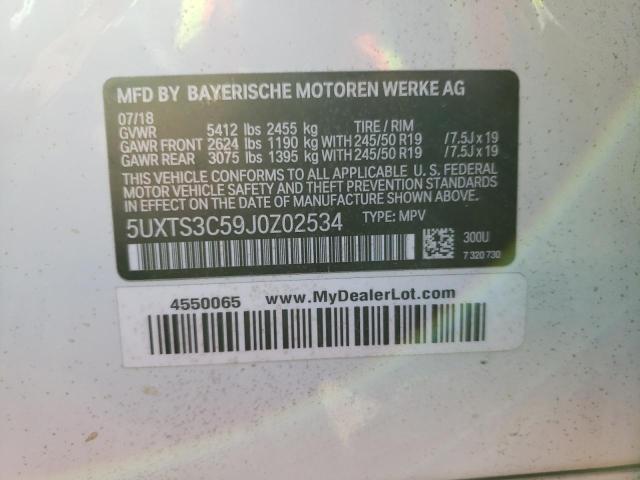 MFD BY BAYERISCHE MOTOREN WERKE AG
07/18
GVWR 5412 lbs 2455 kg TIRE / RIM
GAWR FRONT 2624 lbs 1190 kg WITH 245/50 R19 /7.5J x 19
GAWR REAR 3075 lbs 1395 kg WITH 245/50 R19 /7.5J x 19
THIS VEHICLE CONFORMS TO ALL APPLICABLE U. S. FEDERAL
MOTOR VEHICLE SAFETY, BUMPER, AND THEFT PREVENTION
STANDARDS IN EFFECT ON THE DATE OF MANUFACTURE SHOWN ABOVE.
5UXTS3C59J0Z02534 TYPE: MPV
300U
7 320 730
4550065 www.MyDealerLot.com